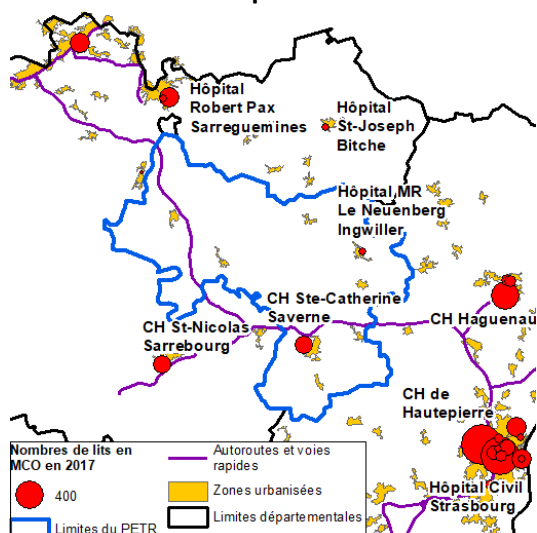 Hôpital
Robert Pax
Sarreguemines
Hôpital
St-Joseph
Bitche
Hôpital MR
Le Neuenberg
Ingwiller
CH Ste-Catherine
Saverne
CH St-Nicolas
Sarrebourg
CH Haguenau
CH de
Hautepierre
Hôpital Civil
Strasbourg
Nombres de lits en
MCO en 2017
400
Limites du PETR
Autoroutes et voies
rapides
Zones urbanisées
Limites départementales